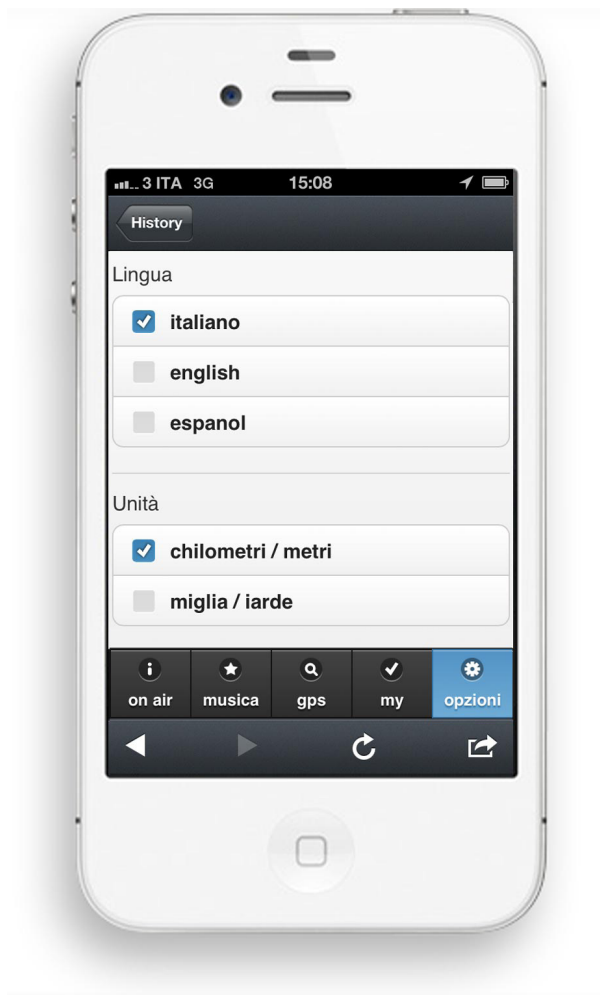 3 ITA 3G 15:08
History
Lingua
italiano
english
espanol
Unità
chilometri / metri
miglia / iarde
on air musica gps my opzioni